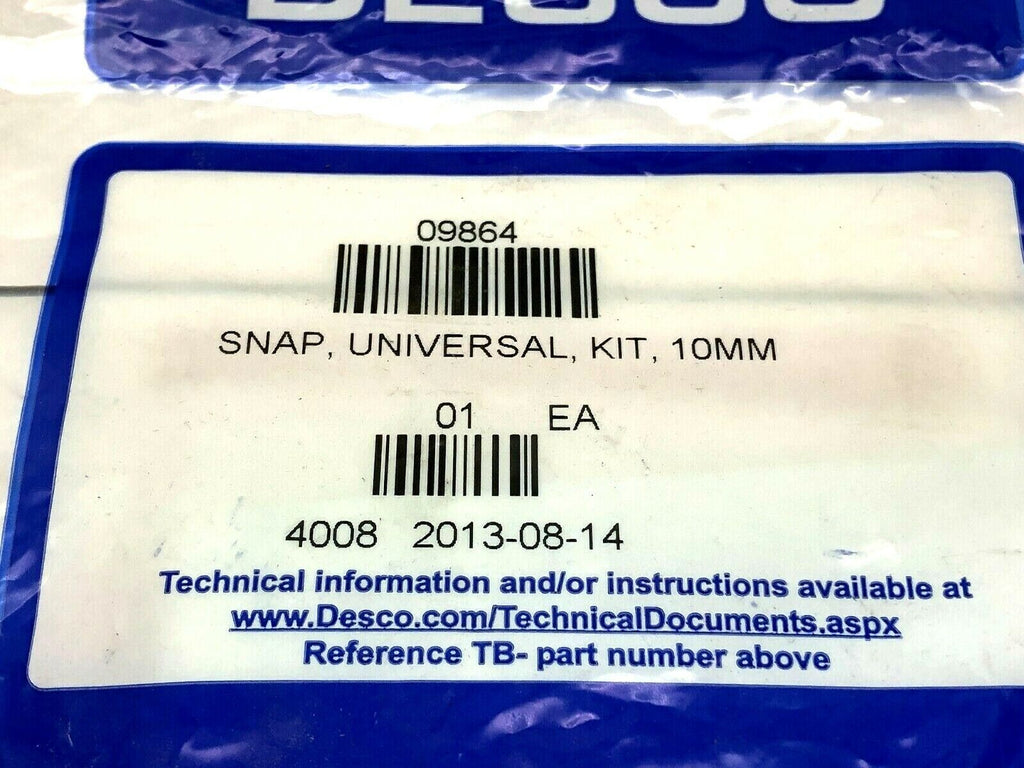 DESCO
09864
SNAP, UNIVERSAL, KIT, 10MM
01 EA
4008 2013-08-14
Technical information and/or instructions available at
www.Desco.com/TechnicalDocuments.aspx
Reference TB- part number above